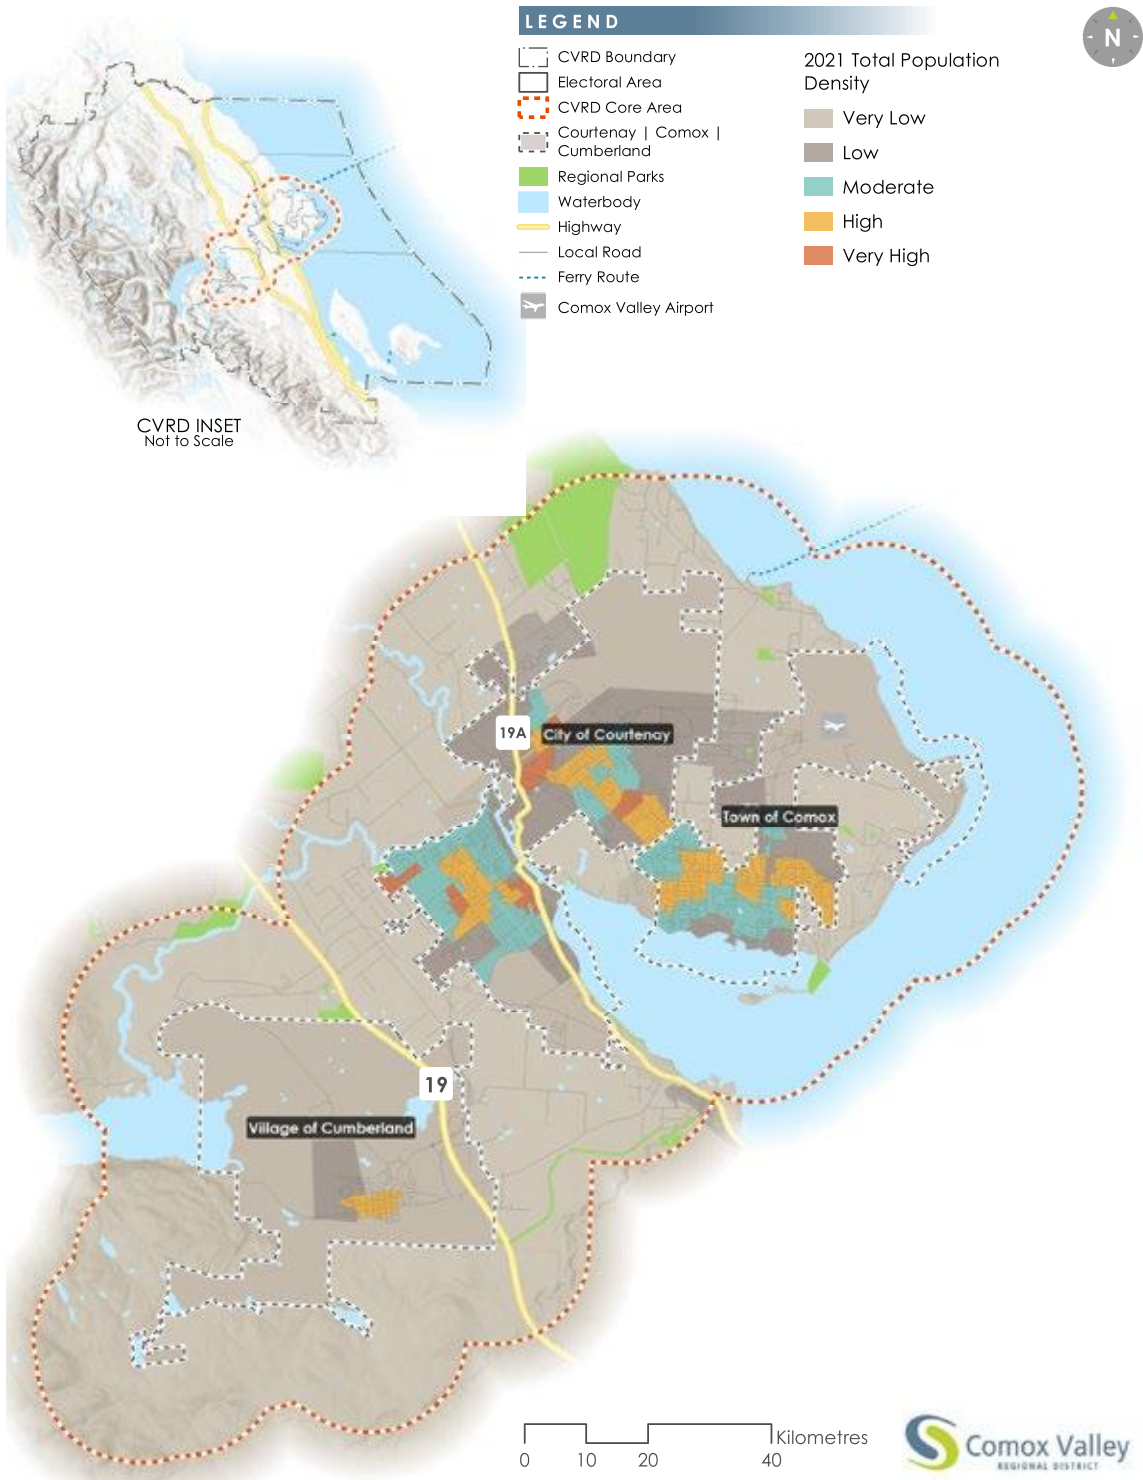 LEGEND
CVRD Boundary
Electoral Area
CVRD Core Area
Courtenay | Comox |
Cumberland
Regional Parks
Waterbody
Highway
Local Road
Ferry Route
Comox Valley Airport
2021 Total Population
Density
Very Low
Low
Moderate
High
Very High
N
CVRD INSET
Not to Scale
19A
City of Courtenay
Town of Comox
19
Village of Cumberland
Kilometres
0 10 20 40
Comox Valley
REGIONAL DISTRICT